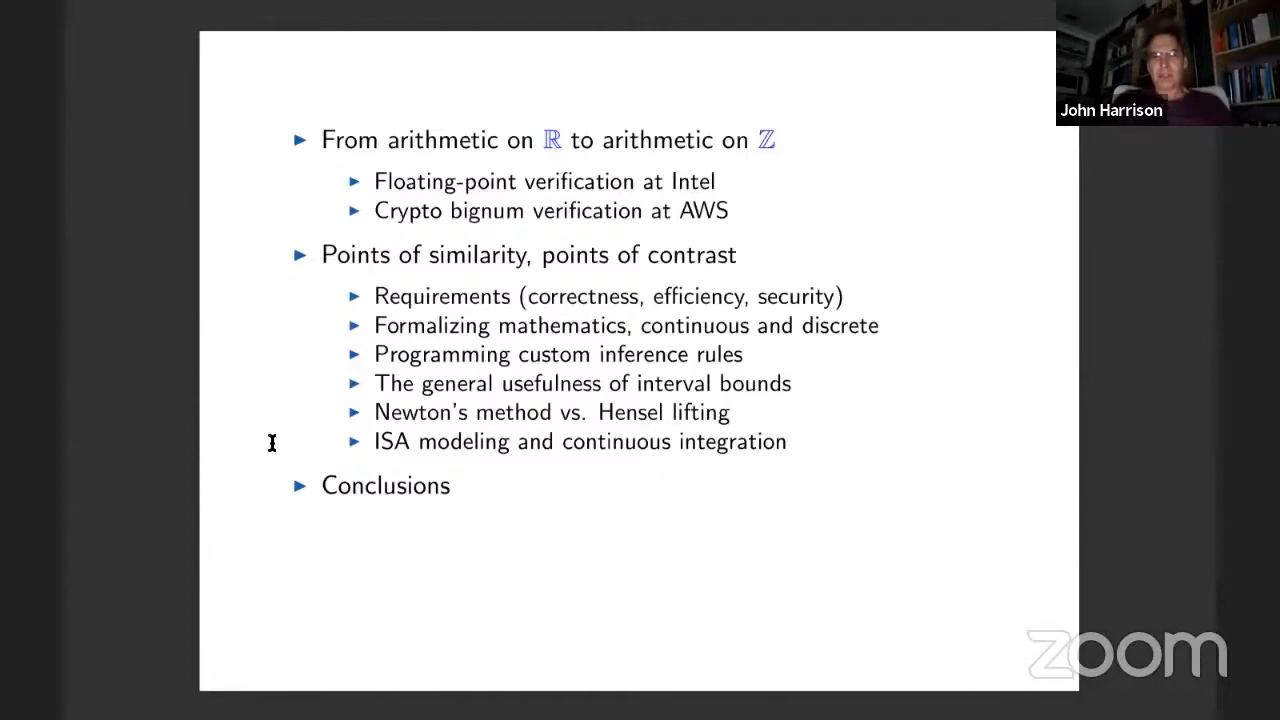 John Harrison
▶ From arithmetic on ℝ to arithmetic on ℤ
▶ Floating-point verification at Intel
▶ Crypto bignum verification at AWS
▶ Points of similarity, points of contrast
▶ Requirements (correctness, efficiency, security)
▶ Formalizing mathematics, continuous and discrete
▶ Programming custom inference rules
▶ The general usefulness of interval bounds
▶ Newton's method vs. Hensel lifting
▶ ISA modeling and continuous integration
▶ Conclusions
zoom